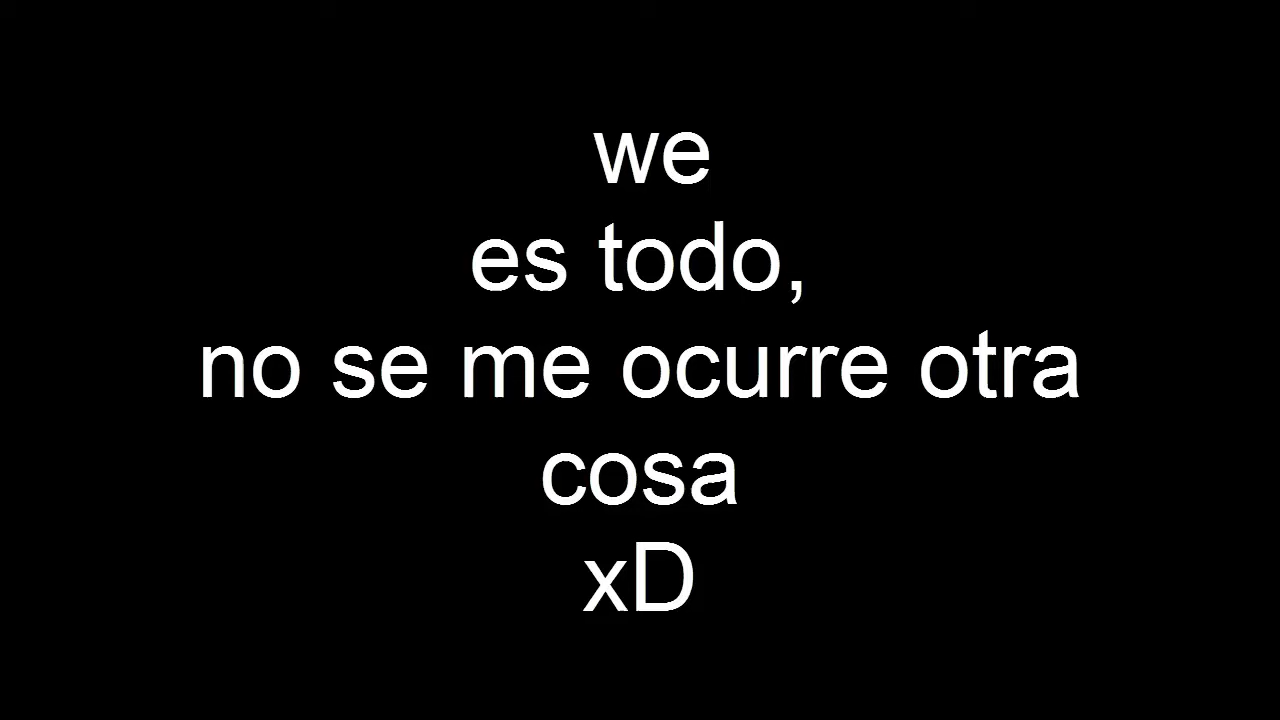 we
es todo,
no se me ocurre otra
cosa
xD